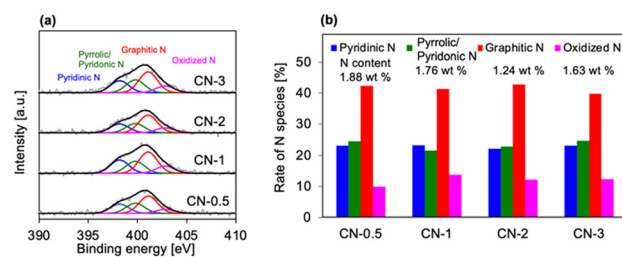 (a)
Graphitic N
Pyrrolic/
Pyridonic N
Oxidized N
Pyridinic N
CN-3
CN-2
CN-1
CN-0.5
Intensity [a.u.]
390 395 400 405 410
Binding energy [eV]
(b)
Pyridinic N Pyrrolic/ Graphitic N Oxidized N
Pyridonic N
N content
1.88 wt % 1.76 wt % 1.24 wt % 1.63 wt %
Rate of N species [%]
50
40
30
20
10
0
CN-0.5 CN-1 CN-2 CN-3